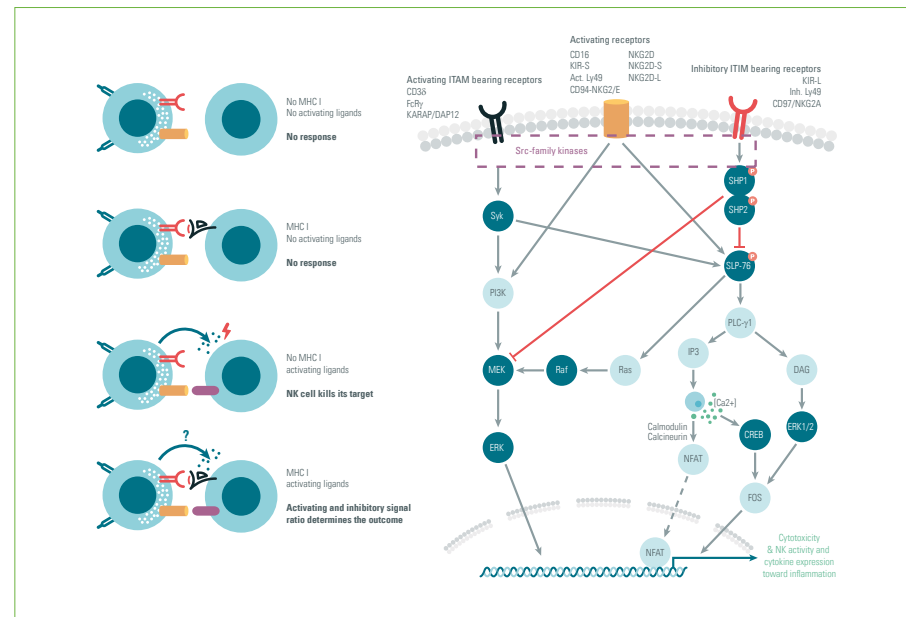 No MHC I
No activating ligands
No response
MHC I
No activating ligands
No response
No MHC I
activating ligands
NK cell kills its target
?
MHC I
activating ligands
Activating and inhibitory signal
ratio determines the outcome
Activating ITAM bearing receptors
CD3δ
FcRγ
KARAP/DAP12
Activating receptors
CD16
KIR-S
Act. Ly49
CD94-NKG2/E
NKG2D
NKG2D-S
NKG2D-L
Inhibitory ITIM bearing receptors
KIR-L
Inh. Ly49
CD97/NKG2A
Src-family kinases
P
SHP1
P
SHP2
Syk
P
SLP-76
PI3K
PLC-γ1
IP3
DAG
MEK
Raf
Ras
[Ca2+]
Calmodulin
Calcineurin
CREB
ERK1/2
ERK
NFAT
FOS
NFAT
Cytotoxicity
& NK activity and
cytokine expression
toward inflammation